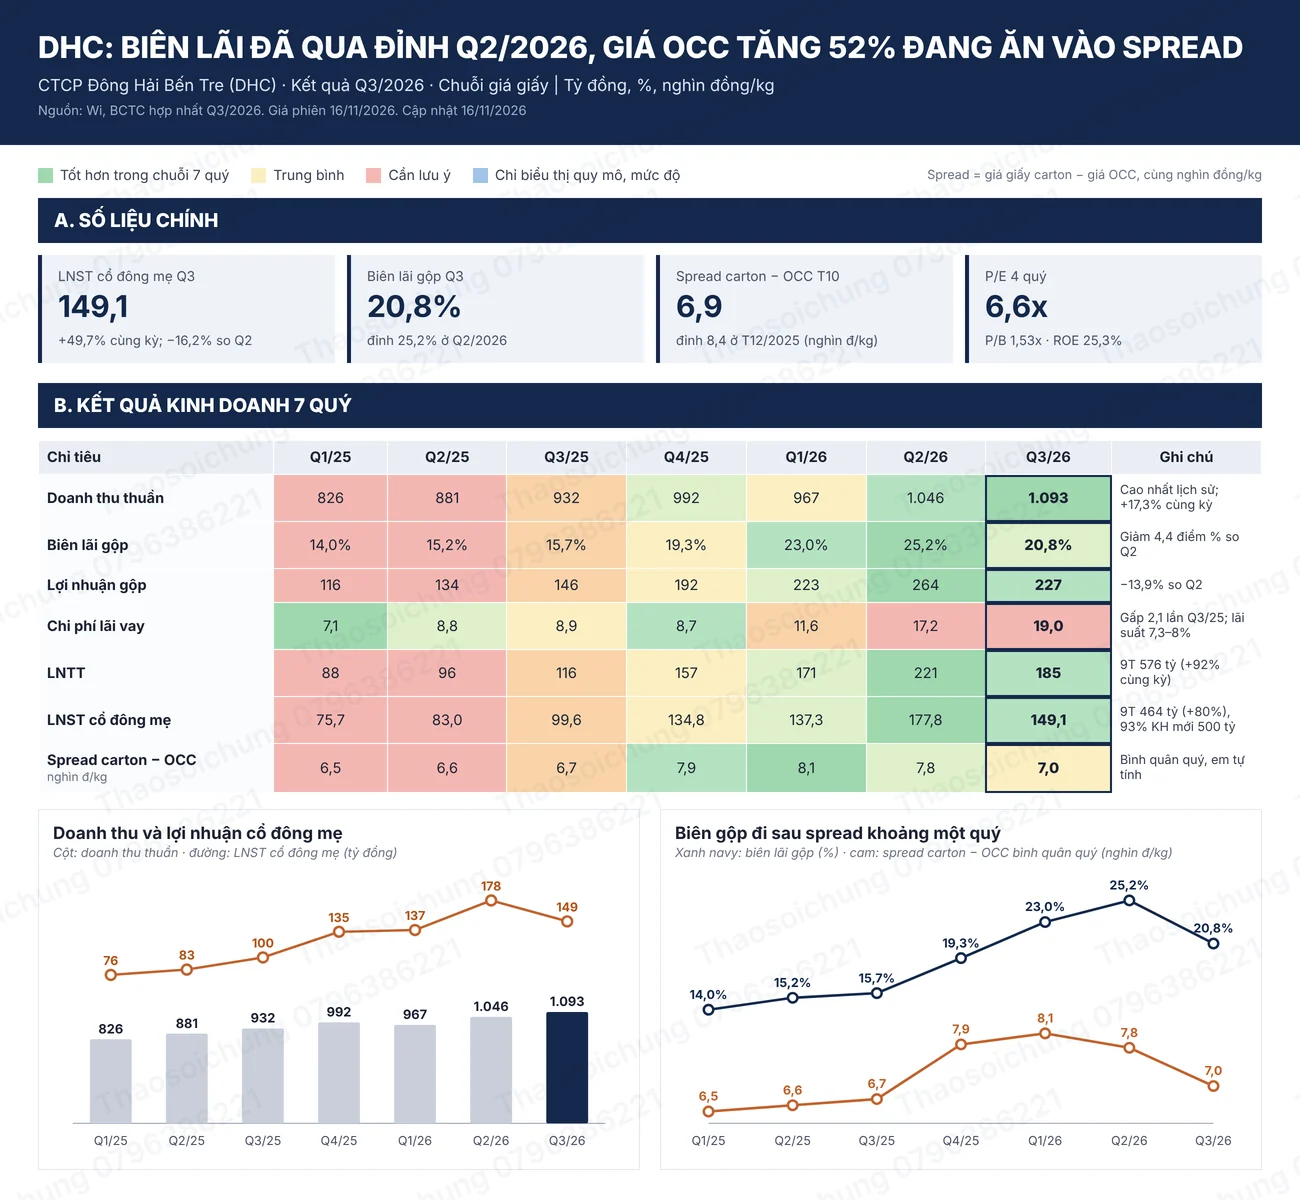 DHC: BIÊN LÃI ĐÃ QUA ĐỈNH Q2/2026, GIÁ OCC TĂNG 52% ĐANG ĂN VÀO SPREAD
CTCP Đông Hải Bến Tre (DHC) · Kết quả Q3/2026 · Chuỗi giá giấy | Tỷ đồng, %, nghìn đồng/kg
Nguồn: Wi, BCTC hợp nhất Q3/2026. Giá phiên 16/11/2026. Cập nhật 16/11/2026
Tốt hơn trong chuỗi 7 quý Trung bình Cần lưu ý Chỉ biểu thị quy mô, mức độ Spread = giá giấy carton − giá OCC, cùng nghìn đồng/kg
A. SỐ LIỆU CHÍNH
LNST cổ đông mẹ Q3
149,1
+49,7% cùng kỳ; −16,2% so Q2
Biên lãi gộp Q3
20,8%
đỉnh 25,2% ở Q2/2026
Spread carton − OCC T10
6,9
đỉnh 8,4 ở T12/2025 (nghìn đ/kg)
P/E 4 quý
6,6x
P/B 1,53x · ROE 25,3%
B. KẾT QUẢ KINH DOANH 7 QUÝ
Chỉ tiêu Q1/25 Q2/25 Q3/25 Q4/25 Q1/26 Q2/26 Q3/26 Ghi chú
Doanh thu thuần 826 881 932 992 967 1.046 1.093 Cao nhất lịch sử;
+17,3% cùng kỳ
Biên lãi gộp 14,0% 15,2% 15,7% 19,3% 23,0% 25,2% 20,8% Giảm 4,4 điểm % so
Q2
Lợi nhuận gộp 116 134 146 192 223 264 227 −13,9% so Q2
Chi phí lãi vay 7,1 8,8 8,9 8,7 11,6 17,2 19,0 Gấp 2,1 lần Q3/25; lãi
suất 7,3–8%
LNTT 88 96 116 157 171 221 185 9T 576 tỷ (+92%
cùng kỳ)
LNST cổ đông mẹ 75,7 83,0 99,6 134,8 137,3 177,8 149,1 9T 464 tỷ (+80%),
93% KH mới 500 tỷ
Spread carton − OCC 6,5 6,6 6,7 7,9 8,1 7,8 7,0 Bình quân quý, em tự
nghìn đ/kg tính
Doanh thu và lợi nhuận cổ đông mẹ
Cột: doanh thu thuần · đường: LNST cổ đông mẹ (tỷ đồng)
76 83 100 135 137 178 149
826 881 932 992 967 1.046 1.093
Q1/25 Q2/25 Q3/25 Q4/25 Q1/26 Q2/26 Q3/26
Biên gộp đi sau spread khoảng một quý
Xanh navy: biên lãi gộp (%) · cam: spread carton − OCC bình quân quý (nghìn đ/kg)
14,0% 15,2% 15,7% 19,3% 23,0% 25,2% 20,8%
6,5 6,6 6,7 7,9 8,1 7,8 7,0
Q1/25 Q2/25 Q3/25 Q4/25 Q1/26 Q2/26 Q3/26
Thaosoichung 0796386221